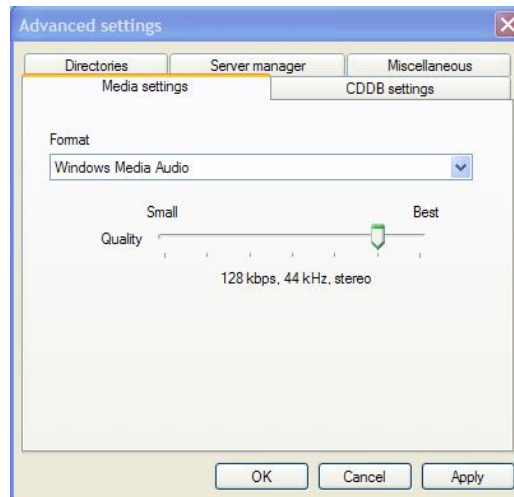 Advanced settings
Directories Server manager Miscellaneous
Media settings CDDB settings
Format
Windows Media Audio
Small Best
Quality
128 kbps, 44 kHz, stereo
OK Cancel Apply